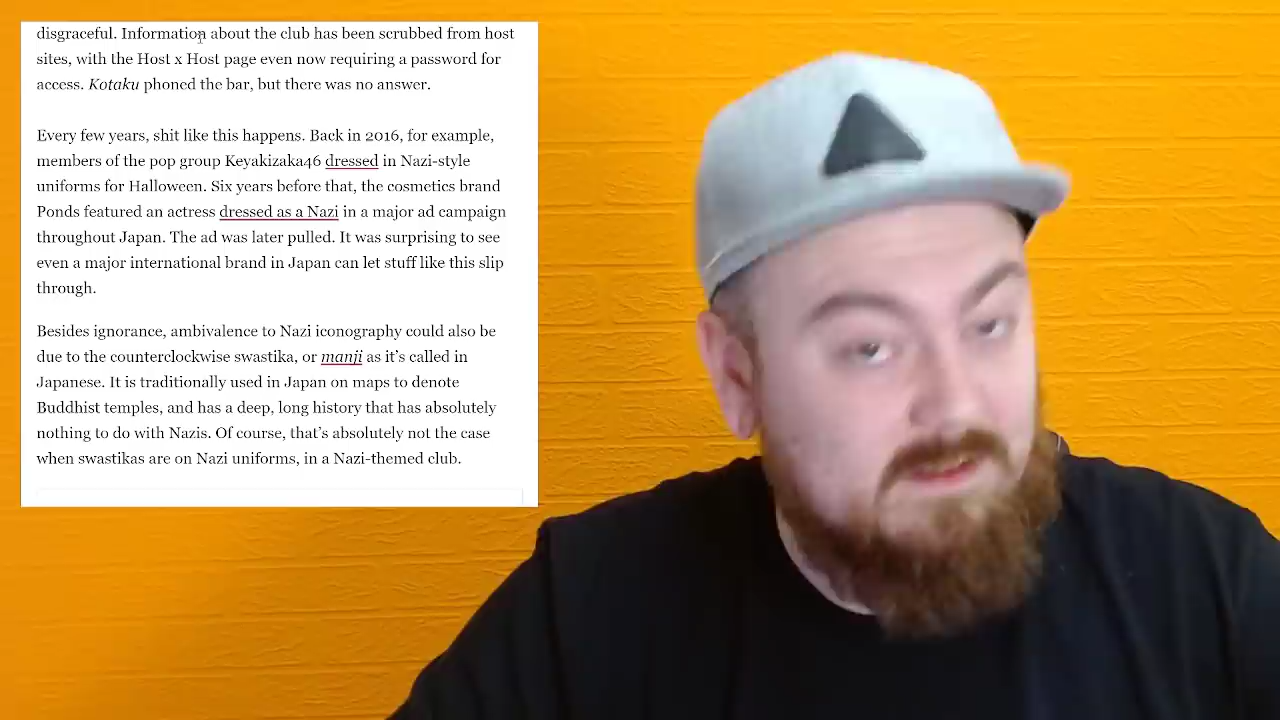 disgraceful. Information about the club has been scrubbed from host
sites, with the Host x Host page even now requiring a password for
access. Kotaku phoned the bar, but there was no answer.
Every few years, shit like this happens. Back in 2016, for example,
members of the pop group Keyakizaka46 dressed in Nazi-style
uniforms for Halloween. Six years before that, the cosmetics brand
Ponds featured an actress dressed as a Nazi in a major ad campaign
throughout Japan. The ad was later pulled. It was surprising to see
even a major international brand in Japan can let stuff like this slip
through.
Besides ignorance, ambivalence to Nazi iconography could also be
due to the counterclockwise swastika, or manji as it’s called in
Japanese. It is traditionally used in Japan on maps to denote
Buddhist temples, and has a deep, long history that has absolutely
nothing to do with Nazis. Of course, that’s absolutely not the case
when swastikas are on Nazi uniforms, in a Nazi-themed club.